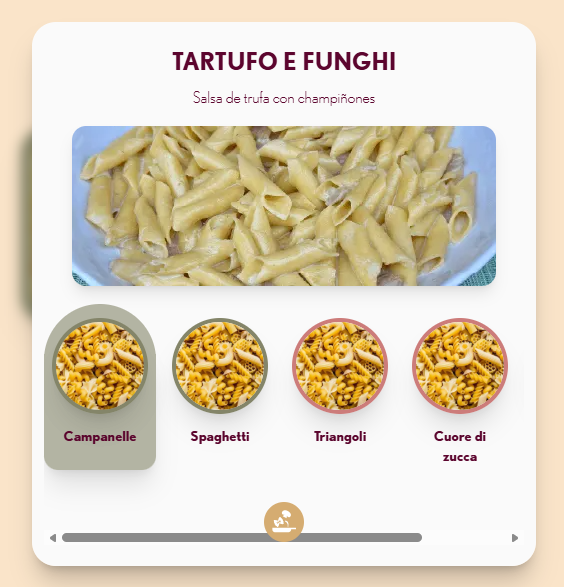 TARTUFO E FUNGHI
Salsa de trufa con champiñones
Campanelle
Spaghetti
Triangoli
Cuore di
zucca